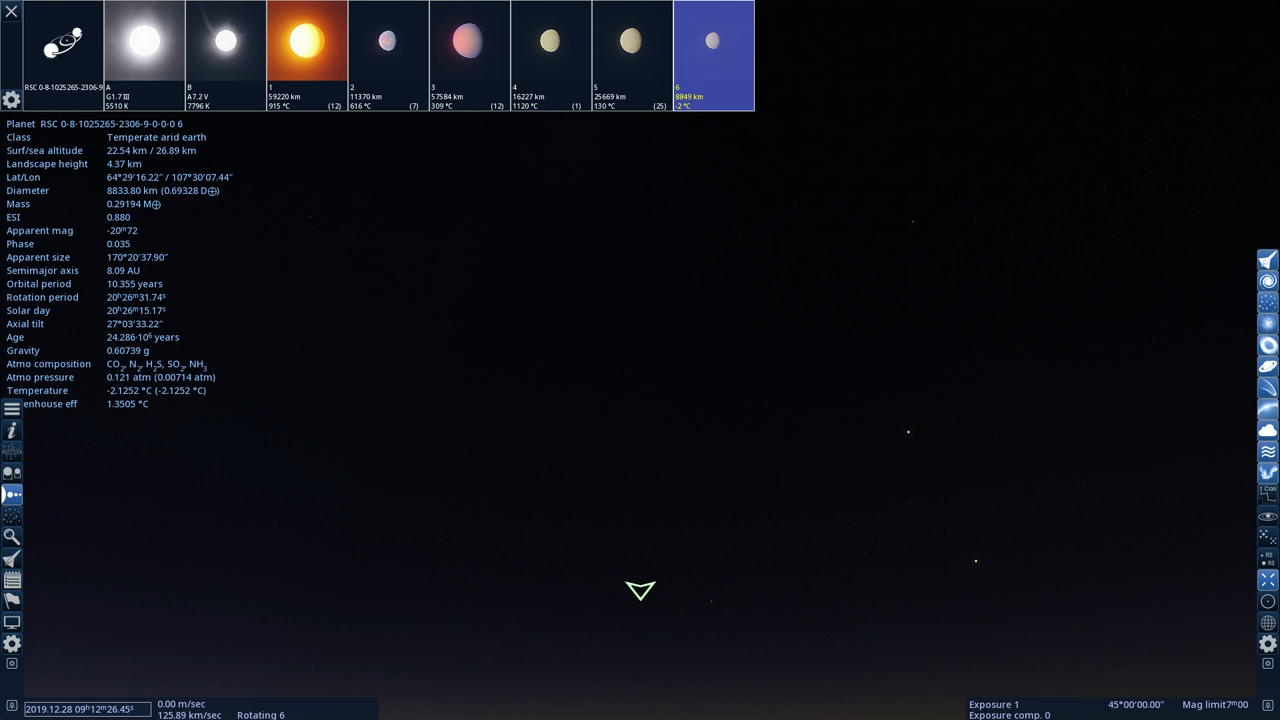 RSC 0-8-1025265-2306-9
A
G1.7 III
5510 K
B
A7.2 V
7796 K
1
59220 km
915 °C (12)
2
11370 km
616 °C (7)
3
57584 km
309 °C (12)
4
16227 km
1120 °C (1)
5
25669 km
130 °C (25)
6
8849 km
-2 °C
Planet RSC 0-8-1025265-2306-9-0-0-0 6
Class Temperate arid earth
Surf/sea altitude 22.54 km / 26.89 km
Landscape height 4.37 km
Lat/Lon 64°29′16.22″ / 107°30′07.44″
Diameter 8833.80 km (0.69328 D⊕)
Mass 0.29194 M⊕
ESI 0.880
Apparent mag -20ᵐ72
Phase 0.035
Apparent size 170°20′37.90″
Semimajor axis 8.09 AU
Orbital period 10.355 years
Rotation period 20ʰ26ᵐ31.74ˢ
Solar day 20ʰ26ᵐ15.17ˢ
Axial tilt 27°03′33.22″
Age 24.286·10⁶ years
Gravity 0.60739 g
Atmo composition CO₂, N₂, H₂S, SO₂, NH₃
Atmo pressure 0.121 atm (0.00714 atm)
Temperature -2.1252 °C (-2.1252 °C)
enhouse eff 1.3505 °C
Con
RS
RS
2019.12.28 09ʰ12ᵐ26.45ˢ
0.00 m/sec
125.89 km/sec Rotating 6
Exposure 1 45°00′00.00″ Mag limit7ᵐ00
Exposure comp. 0